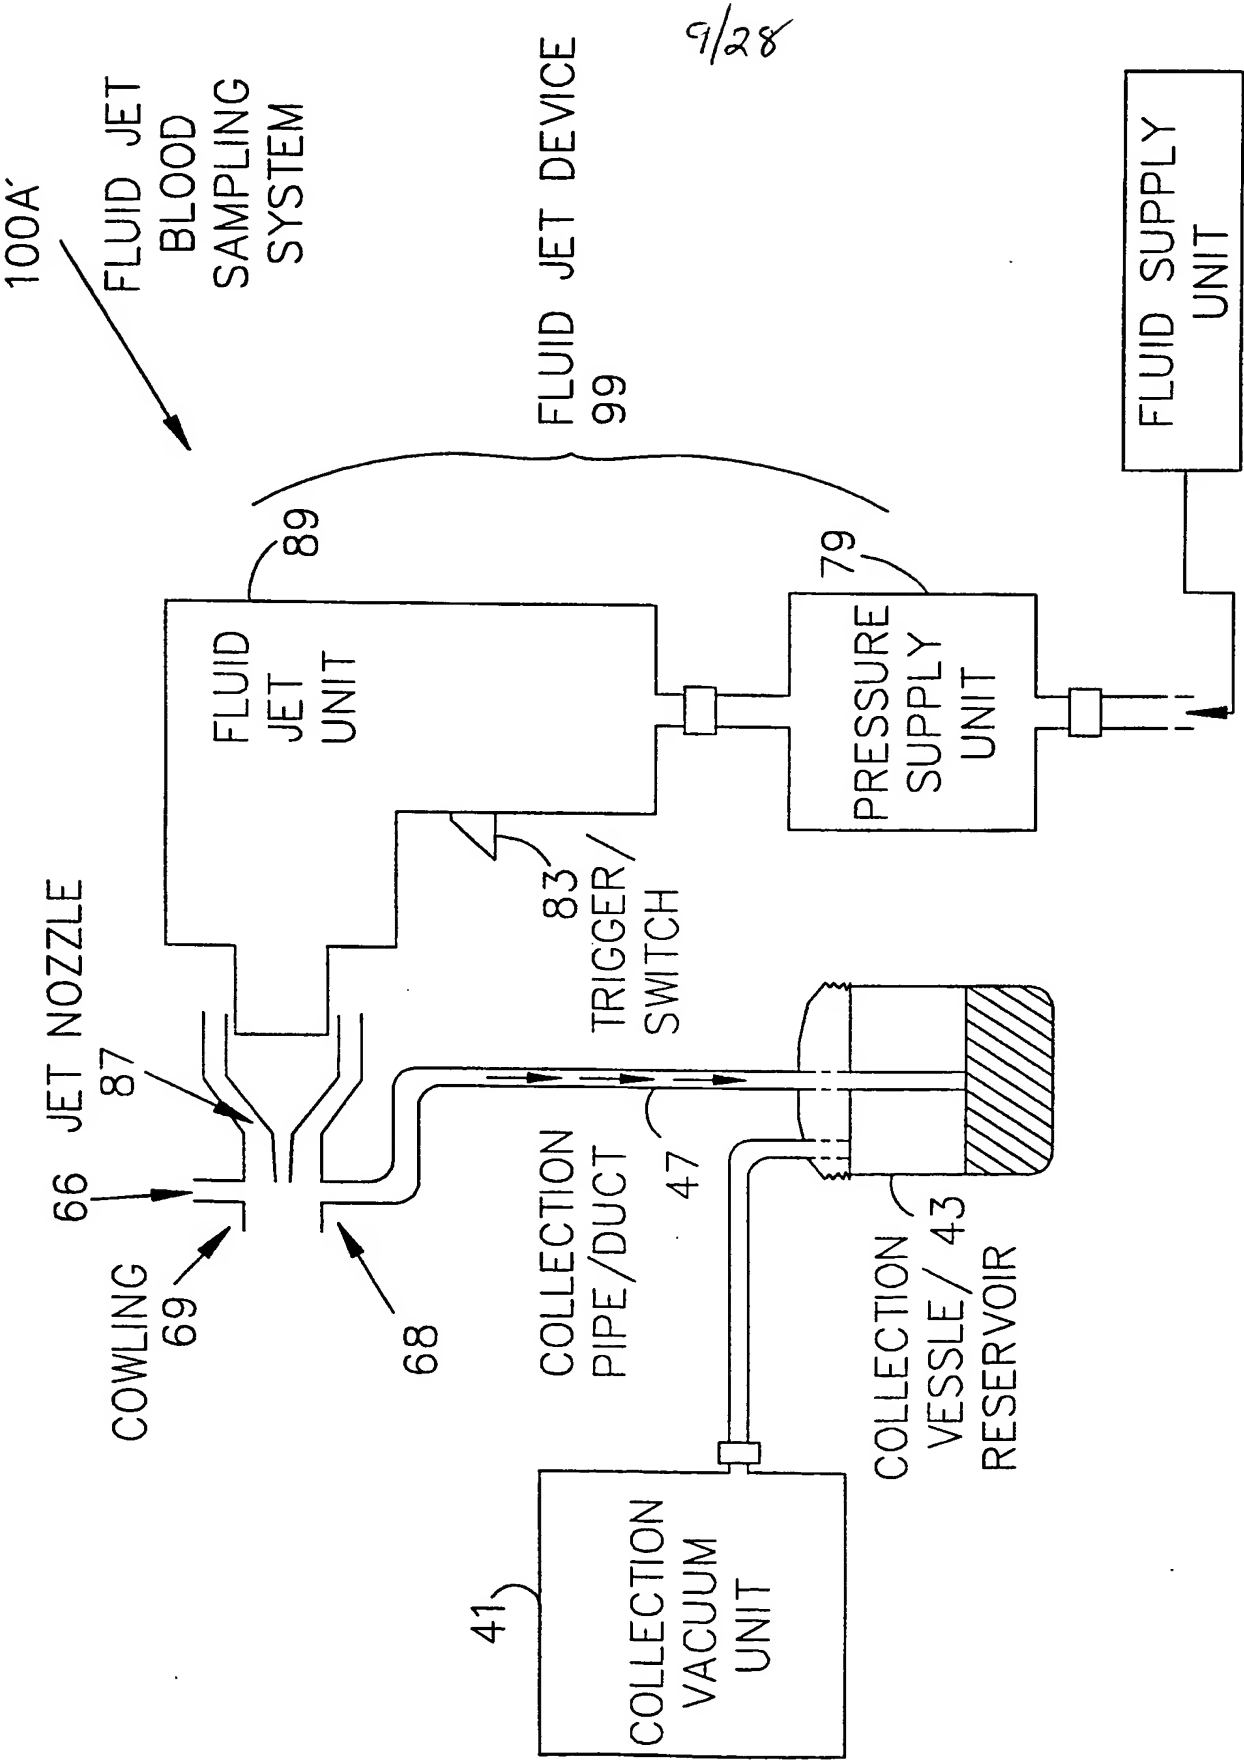 9/28
100A′
FLUID JET
BLOOD
SAMPLING
SYSTEM
FLUID JET DEVICE
99
FLUID SUPPLY
UNIT
89
FLUID
JET
UNIT
79
PRESSURE
SUPPLY
UNIT
83
TRIGGER/
SWITCH
JET NOZZLE
87
66
COWLING
69
68
COLLECTION
PIPE/DUCT
47
COLLECTION
VESSLE/ 43
RESERVOIR
41
COLLECTION
VACUUM
UNIT